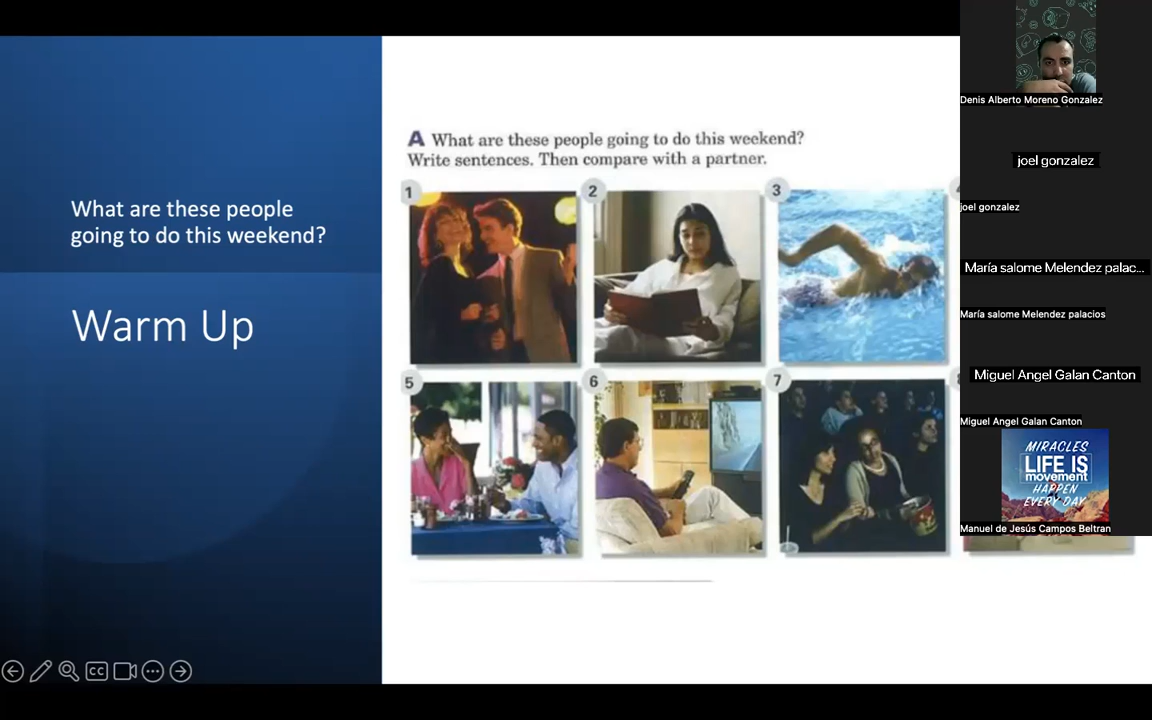 What are these people
going to do this weekend?
Warm Up
A What are these people going to do this weekend?
Write sentences. Then compare with a partner.
1
2
3
5
6
7
CC
Denis Alberto Moreno Gonzalez
joel gonzalez
joel gonzalez
María salome Melendez palac...
María salome Melendez palacios
Miguel Angel Galan Canton
Miguel Angel Galan Canton
MIRACLES
LIFE IS
movement
HAPPEN
EVERY DAY
Manuel de Jesús Campos Beltran